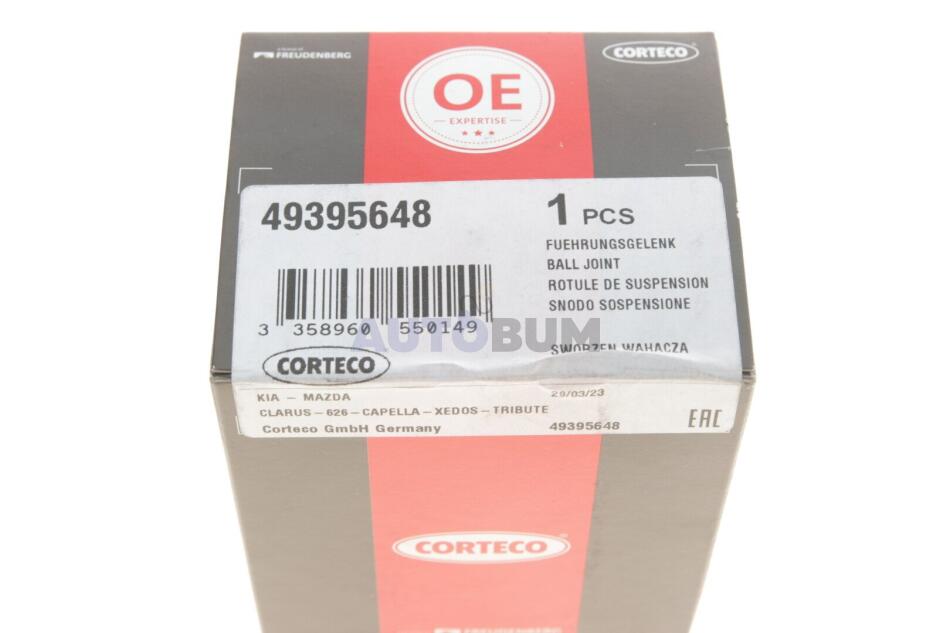 a brand of
FREUDENBERG
CORTECO
OE
EXPERTISE
49395648
1 PCS
FUEHRUNGSGELENK
BALL JOINT
ROTULE DE SUSPENSION
SNODO SOSPENSIONE
SWORZEN WAHACZA
3 358960 550149
AUTOBUM
CORTECO
KIA - MAZDA
29/03/23
CLARUS-626-CAPELLA-XEDOS-TRIBUTE
Corteco GmbH Germany
49395648
EAC
CORTECO
FREUDENBERG